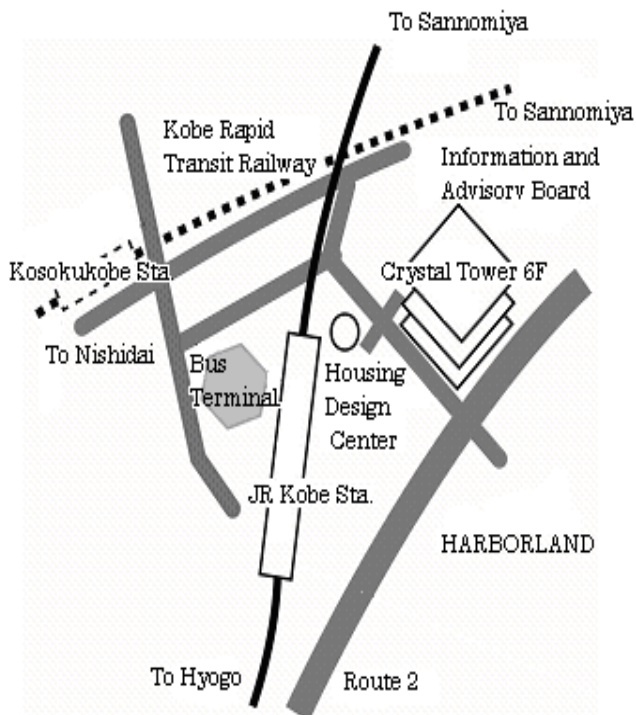 To Sannomiya
To Sannomiya
Kobe Rapid
Transit Railway
Information and
Advisory Board
Kosokukobe Sta.
Crystal Tower 6F
To Nishidai
Bus
Terminal
Housing
Design
Center
JR Kobe Sta.
HARBORLAND
To Hyogo
Route 2